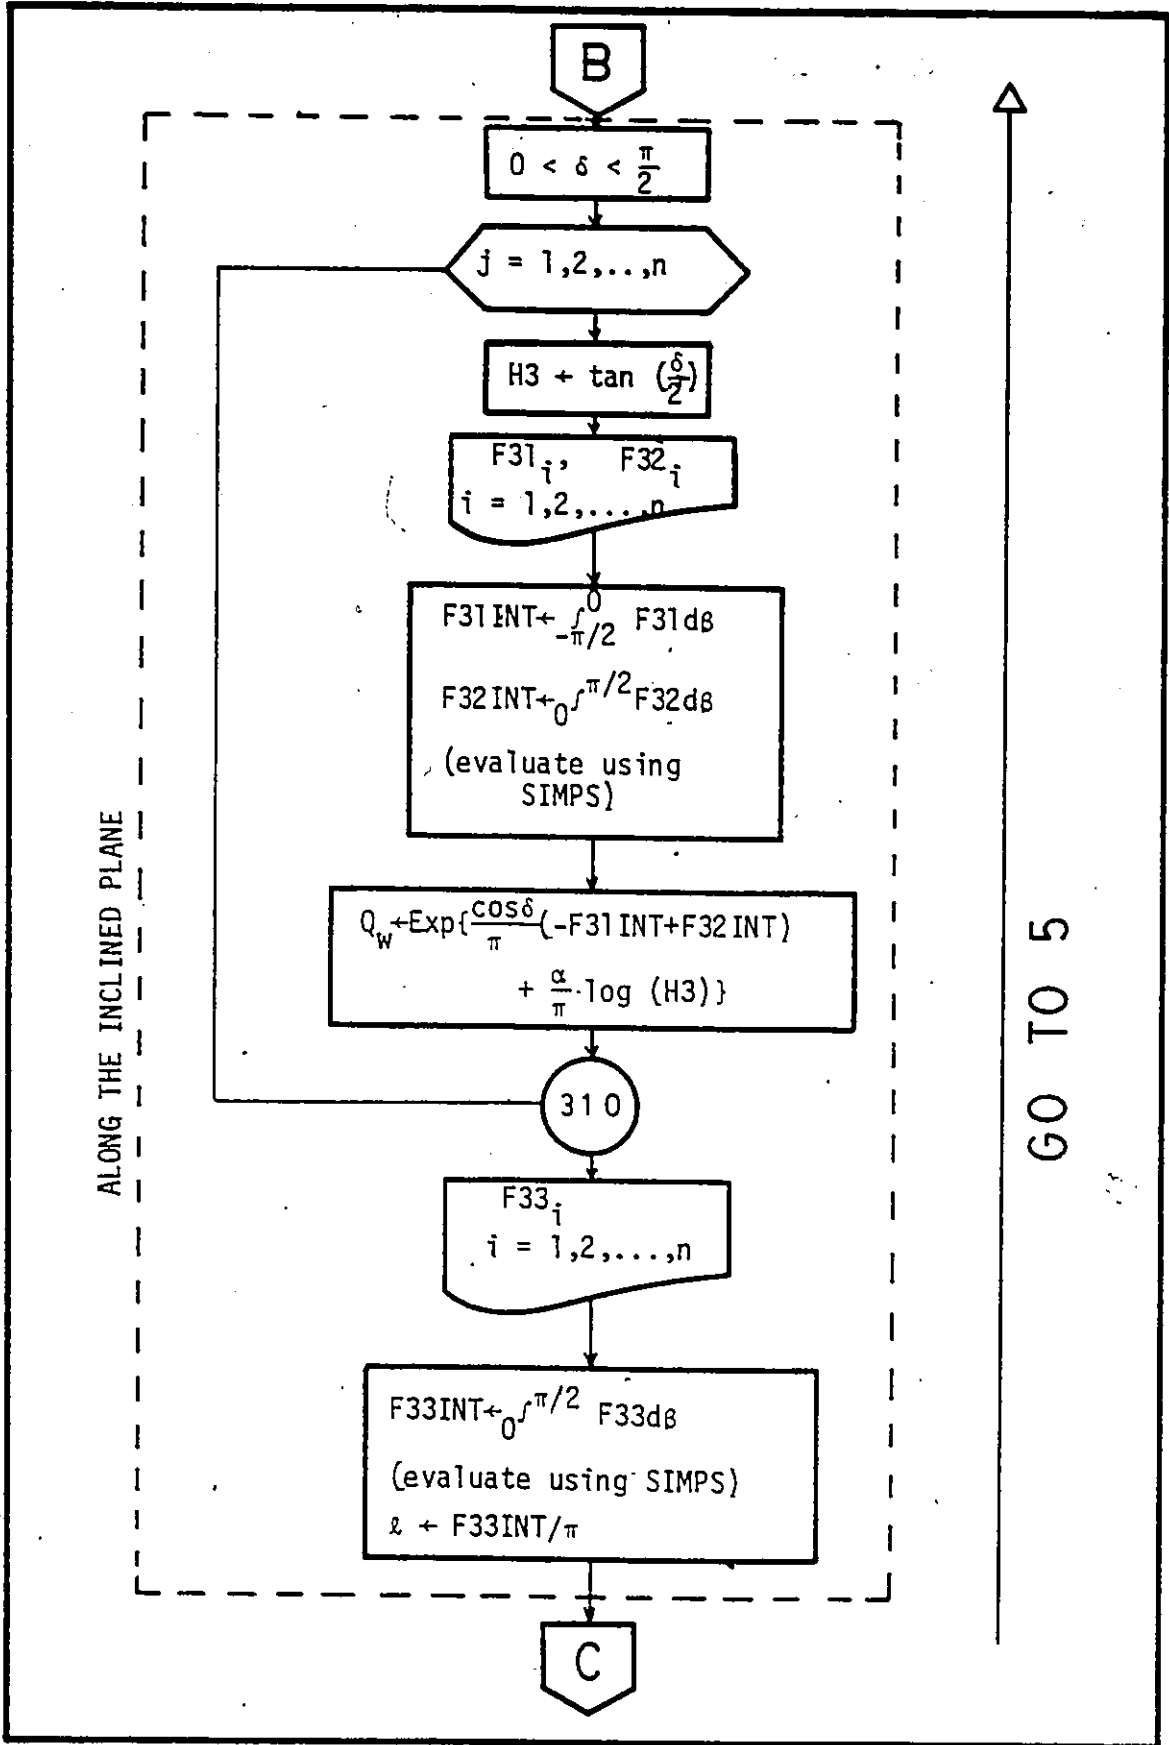 B
0 < δ < π/2
j = 1,2,..,n
H3 ← tan (δ/2)
F31i, F32i
i = 1,2,...,n
F31INT← -π/2∫0 F31dβ
F32INT← 0∫π/2 F32dβ
(evaluate using
SIMPS)
Qw←Exp{cosδ/π(-F31INT+F32INT)
+ α/π·log (H3)}
310
F33i
i = 1,2,...,n
F33INT← 0∫π/2 F33dβ
(evaluate using SIMPS)
ℓ ← F33INT/π
C
ALONG THE INCLINED PLANE
GO TO 5